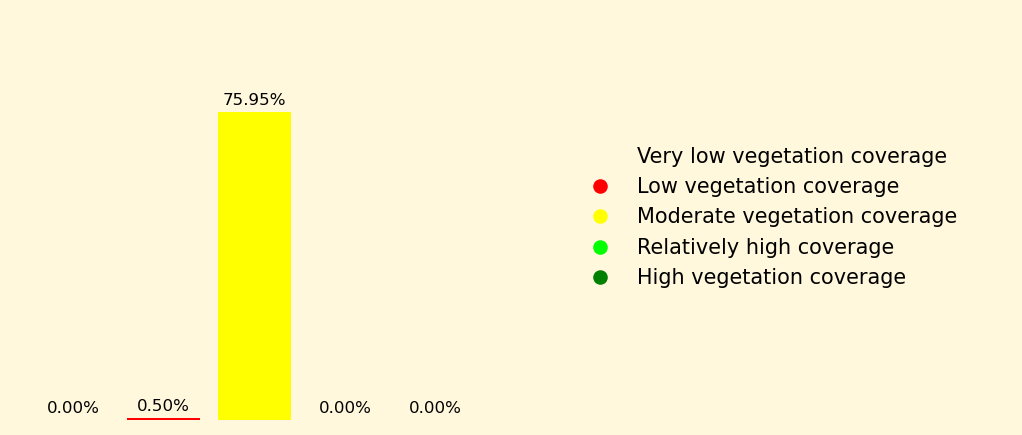 75.95%
0.00%
0.50%
0.00%
0.00%
Very low vegetation coverage
Low vegetation coverage
Moderate vegetation coverage
Relatively high coverage
High vegetation coverage